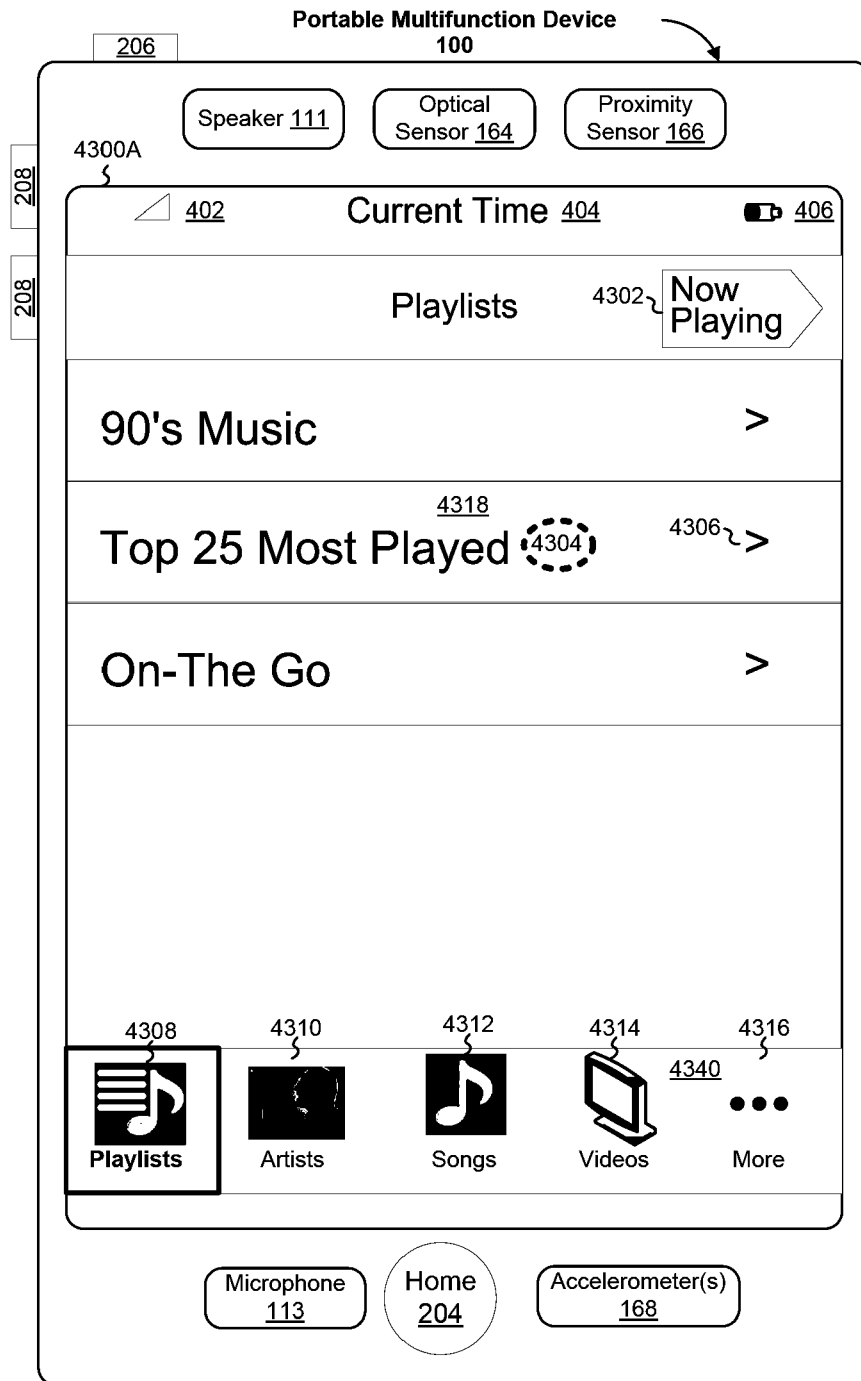 Portable Multifunction Device
100
206
Speaker 111
Optical
Sensor 164
Proximity
Sensor 166
4300A
208
402
Current Time 404
406
208
Playlists
4302
Now
Playing
90's Music
>
4318
Top 25 Most Played
4304
4306
>
On-The Go
>
4308
4310
4312
4314
4316
4340
Playlists
Artists
Songs
Videos
More
Microphone
113
Home
204
Accelerometer(s)
168